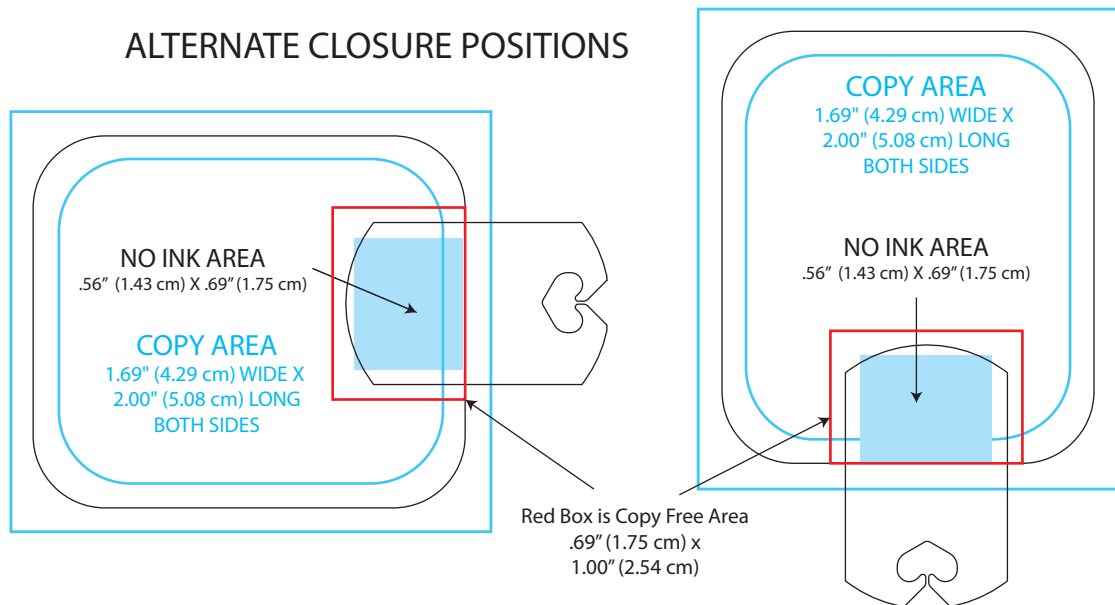 ALTERNATE CLOSURE POSITIONS
NO INK AREA
.56” (1.43 cm) X .69” (1.75 cm)
COPY AREA
1.69" (4.29 cm) WIDE X
2.00" (5.08 cm) LONG
BOTH SIDES
COPY AREA
1.69" (4.29 cm) WIDE X
2.00" (5.08 cm) LONG
BOTH SIDES
NO INK AREA
.56” (1.43 cm) X .69” (1.75 cm)
Red Box is Copy Free Area
.69” (1.75 cm) x
1.00” (2.54 cm)